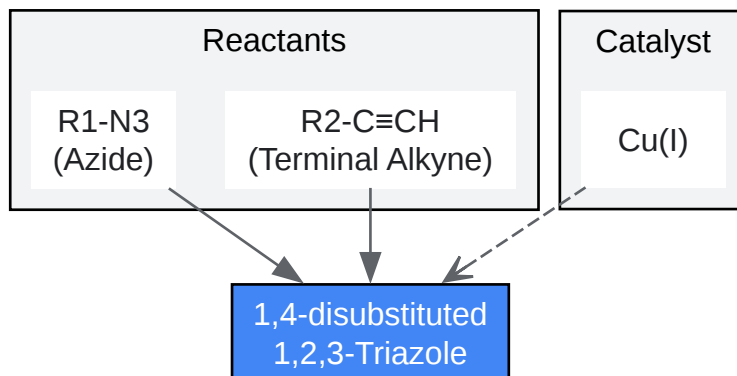 Reactants
Catalyst
R1-N3
(Azide)
R2-C≡CH
(Terminal Alkyne)
Cu(I)
1,4-disubstituted
1,2,3-Triazole